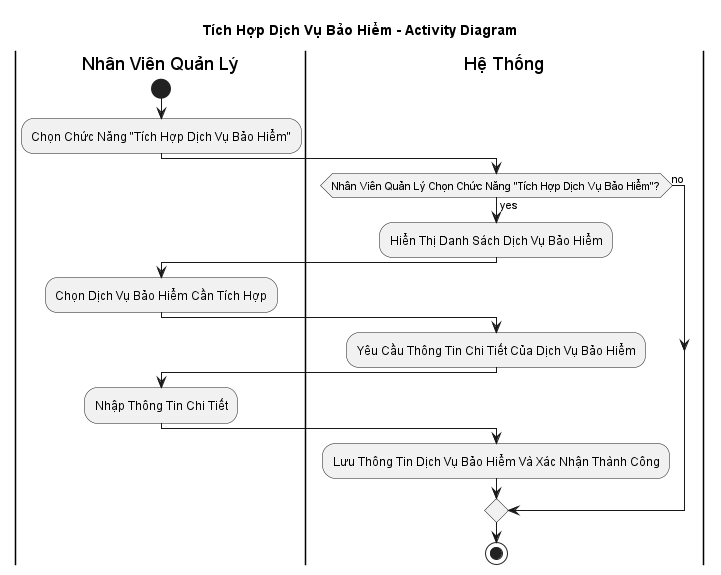 Tích Hợp Dịch Vụ Bảo Hiểm - Activity Diagram
Nhân Viên Quản Lý
Hệ Thống
Chọn Chức Năng "Tích Hợp Dịch Vụ Bảo Hiểm"
Nhân Viên Quản Lý Chọn Chức Năng "Tích Hợp Dịch Vụ Bảo Hiểm"?
no
yes
Hiển Thị Danh Sách Dịch Vụ Bảo Hiểm
Chọn Dịch Vụ Bảo Hiểm Cần Tích Hợp
Yêu Cầu Thông Tin Chi Tiết Của Dịch Vụ Bảo Hiểm
Nhập Thông Tin Chi Tiết
Lưu Thông Tin Dịch Vụ Bảo Hiểm Và Xác Nhận Thành Công